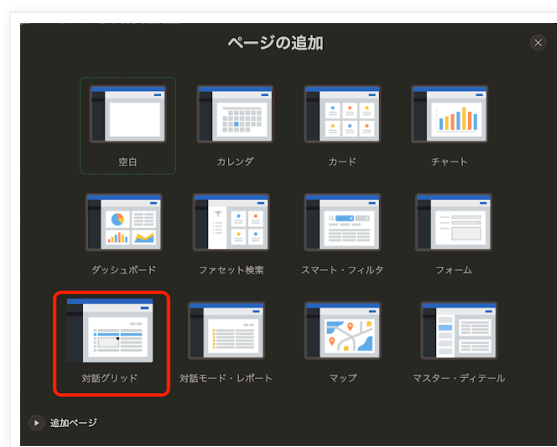 ページの追加
空白
カレンダ
カード
チャート
ダッシュボード
ファセット検索
スマート・フィルタ
フォーム
対話グリッド
対話モード・レポート
マップ
マスター・ディテール
追加ページ